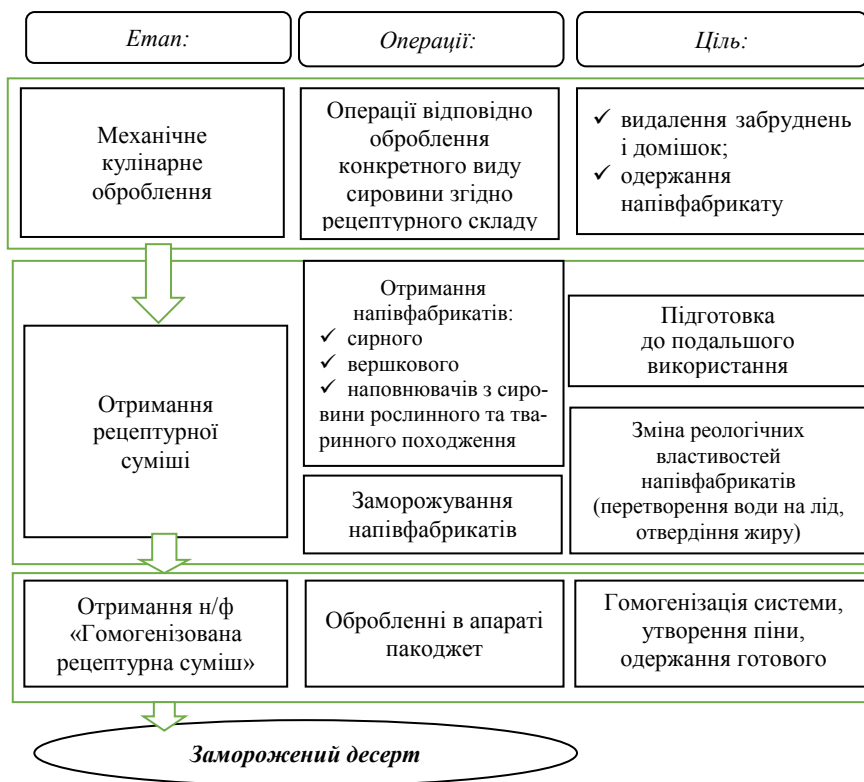 Етап:
Операції:
Ціль:
Механічне
кулінарне
оброблення
Операції відповідно
оброблення
конкретного виду
сировини згідно
рецептурного складу
✓ видалення забруднень
і домішок;
✓ одержання
напівфабрикату
Отримання
рецептурної
суміші
Отримання
напівфабрикатів:
✓ сирного
✓ вершкового
✓ наповнювачів з сиро-
вини рослинного та тва-
ринного походження
Заморожування
напівфабрикатів
Підготовка
до подальшого
використання
Зміна реологічних
властивостей
напівфабрикатів
(перетворення води на лід,
отвердіння жиру)
Отримання н/ф
«Гомогенізована
рецептурна суміш»
Обробленні в апараті
пакоджет
Гомогенізація системи,
утворення піни,
одержання готового
Заморожений десерт